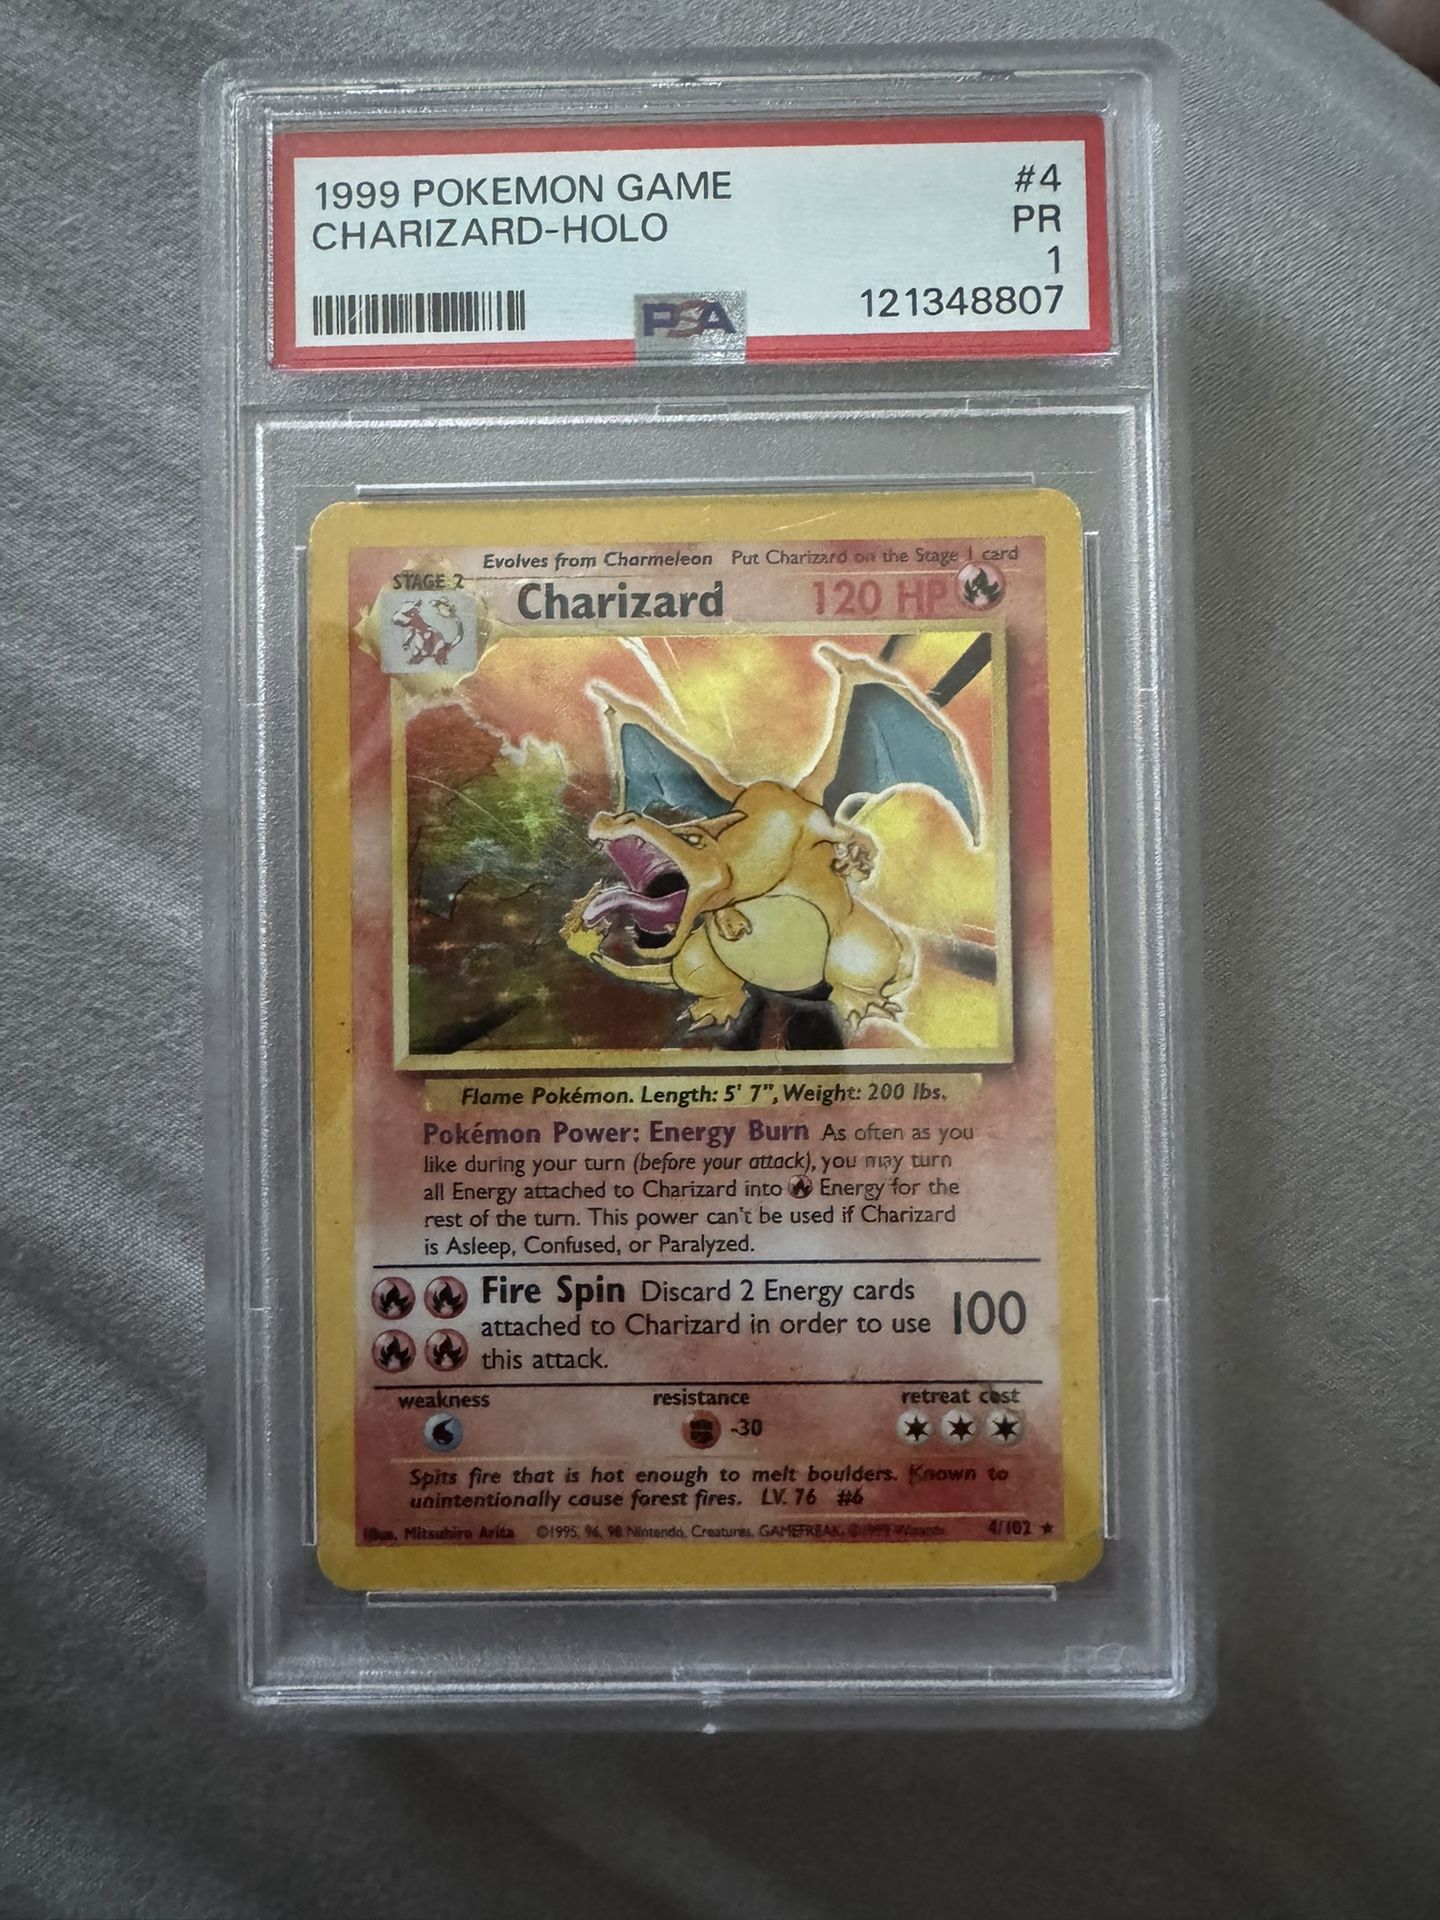 1999 POKEMON GAME #4
CHARIZARD-HOLO PR
1
PSA 121348807
Evolves from Charmeleon Put Charizard on the Stage 1 card
STAGE 2
Charizard 120 HP
Flame Pokémon. Length: 5' 7", Weight: 200 lbs.
Pokémon Power: Energy Burn As often as you
like during your turn (before your attack), you may turn
all Energy attached to Charizard into Energy for the
rest of the turn. This power can't be used if Charizard
is Asleep, Confused, or Paralyzed.
Fire Spin Discard 2 Energy cards
attached to Charizard in order to use 100
this attack.
weakness resistance retreat cost
-30
Spits fire that is hot enough to melt boulders. Known to
unintentionally cause forest fires. LV. 76 #6
Illus. Mitsuhiro Arita ©1995, 96, 98 Nintendo, Creatures, GAMEFREAK. ©1999 Wizards. 4/102 ★